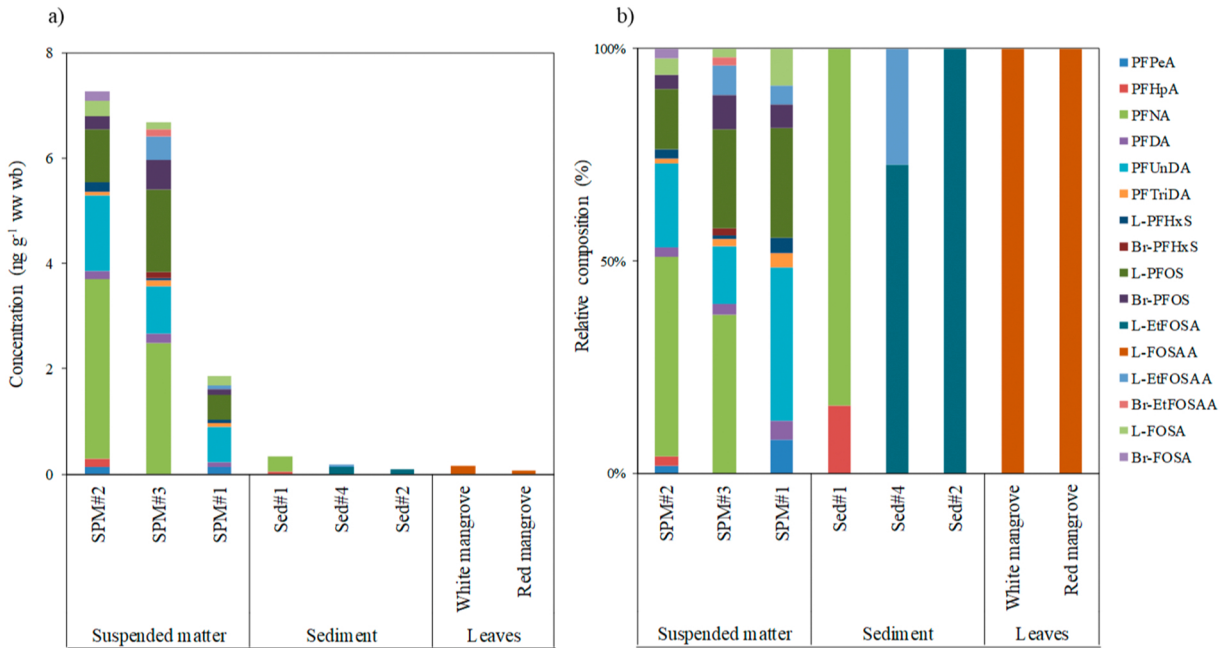 a)
Concentration (ng g⁻¹ ww wb)
8
6
4
2
0
SPM#2
SPM#3
SPM#1
Sed#1
Sed#4
Sed#2
White mangrove
Red mangrove
Suspended matter
Sediment
Leaves
b)
Relative composition (%)
100%
50%
0%
SPM#2
SPM#3
SPM#1
Sed#1
Sed#4
Sed#2
White mangrove
Red mangrove
Suspended matter
Sediment
Leaves
PFPeA
PFHpA
PFNA
PFDA
PFUnDA
PFTriDA
L-PFHxS
Br-PFHxS
L-PFOS
Br-PFOS
L-EtFOSA
L-FOSAA
L-EtFOSAA
Br-EtFOSAA
L-FOSA
Br-FOSA